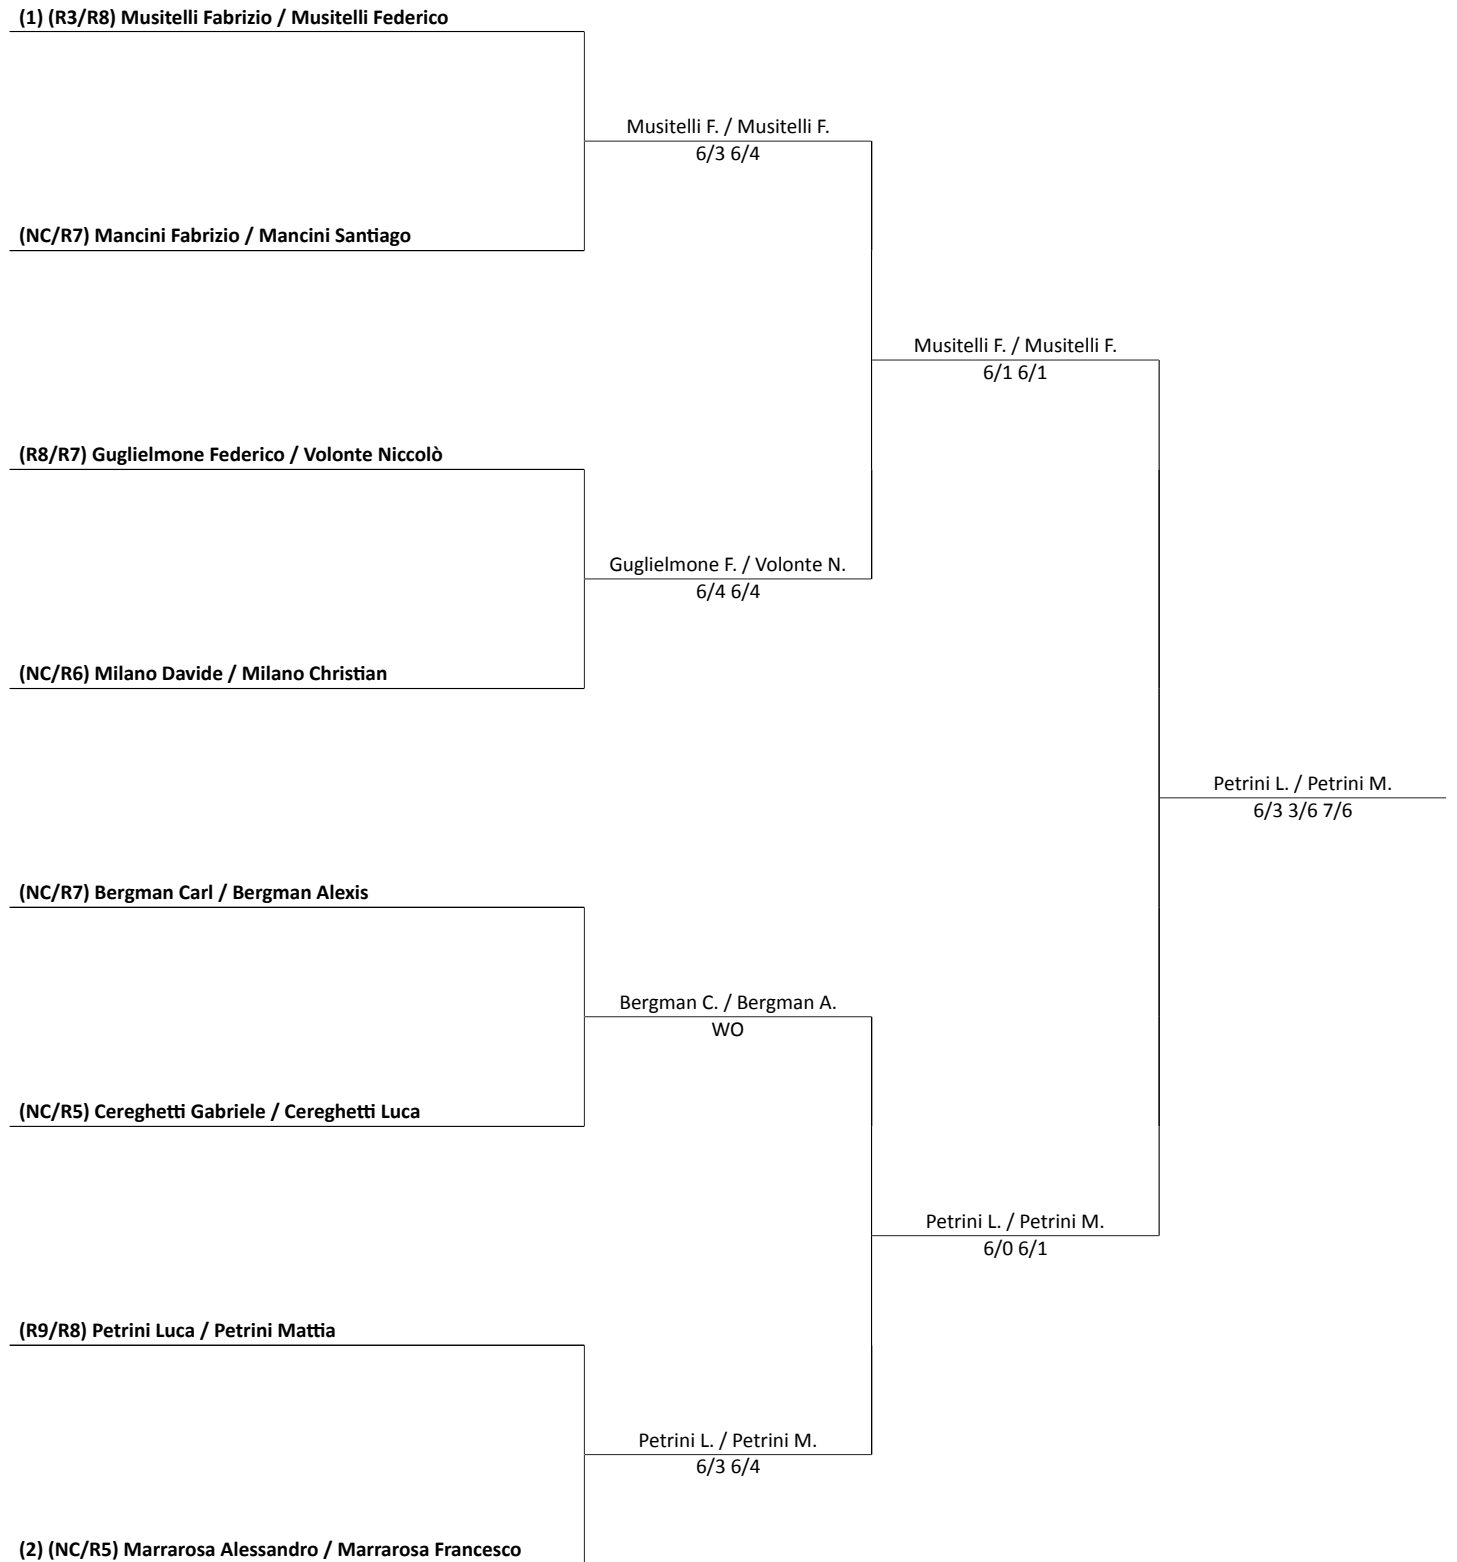 (1) (R3/R8) Musitelli Fabrizio / Musitelli Federico
Musitelli F. / Musitelli F.
6/3 6/4
(NC/R7) Mancini Fabrizio / Mancini Santiago
Musitelli F. / Musitelli F.
6/1 6/1
(R8/R7) Guglielmone Federico / Volonte Niccolò
Guglielmone F. / Volonte N.
6/4 6/4
(NC/R6) Milano Davide / Milano Christian
Petrini L. / Petrini M.
6/3 3/6 7/6
(NC/R7) Bergman Carl / Bergman Alexis
Bergman C. / Bergman A.
WO
(NC/R5) Cereghetti Gabriele / Cereghetti Luca
Petrini L. / Petrini M.
6/0 6/1
(R9/R8) Petrini Luca / Petrini Mattia
Petrini L. / Petrini M.
6/3 6/4
(2) (NC/R5) Marrarosa Alessandro / Marrarosa Francesco